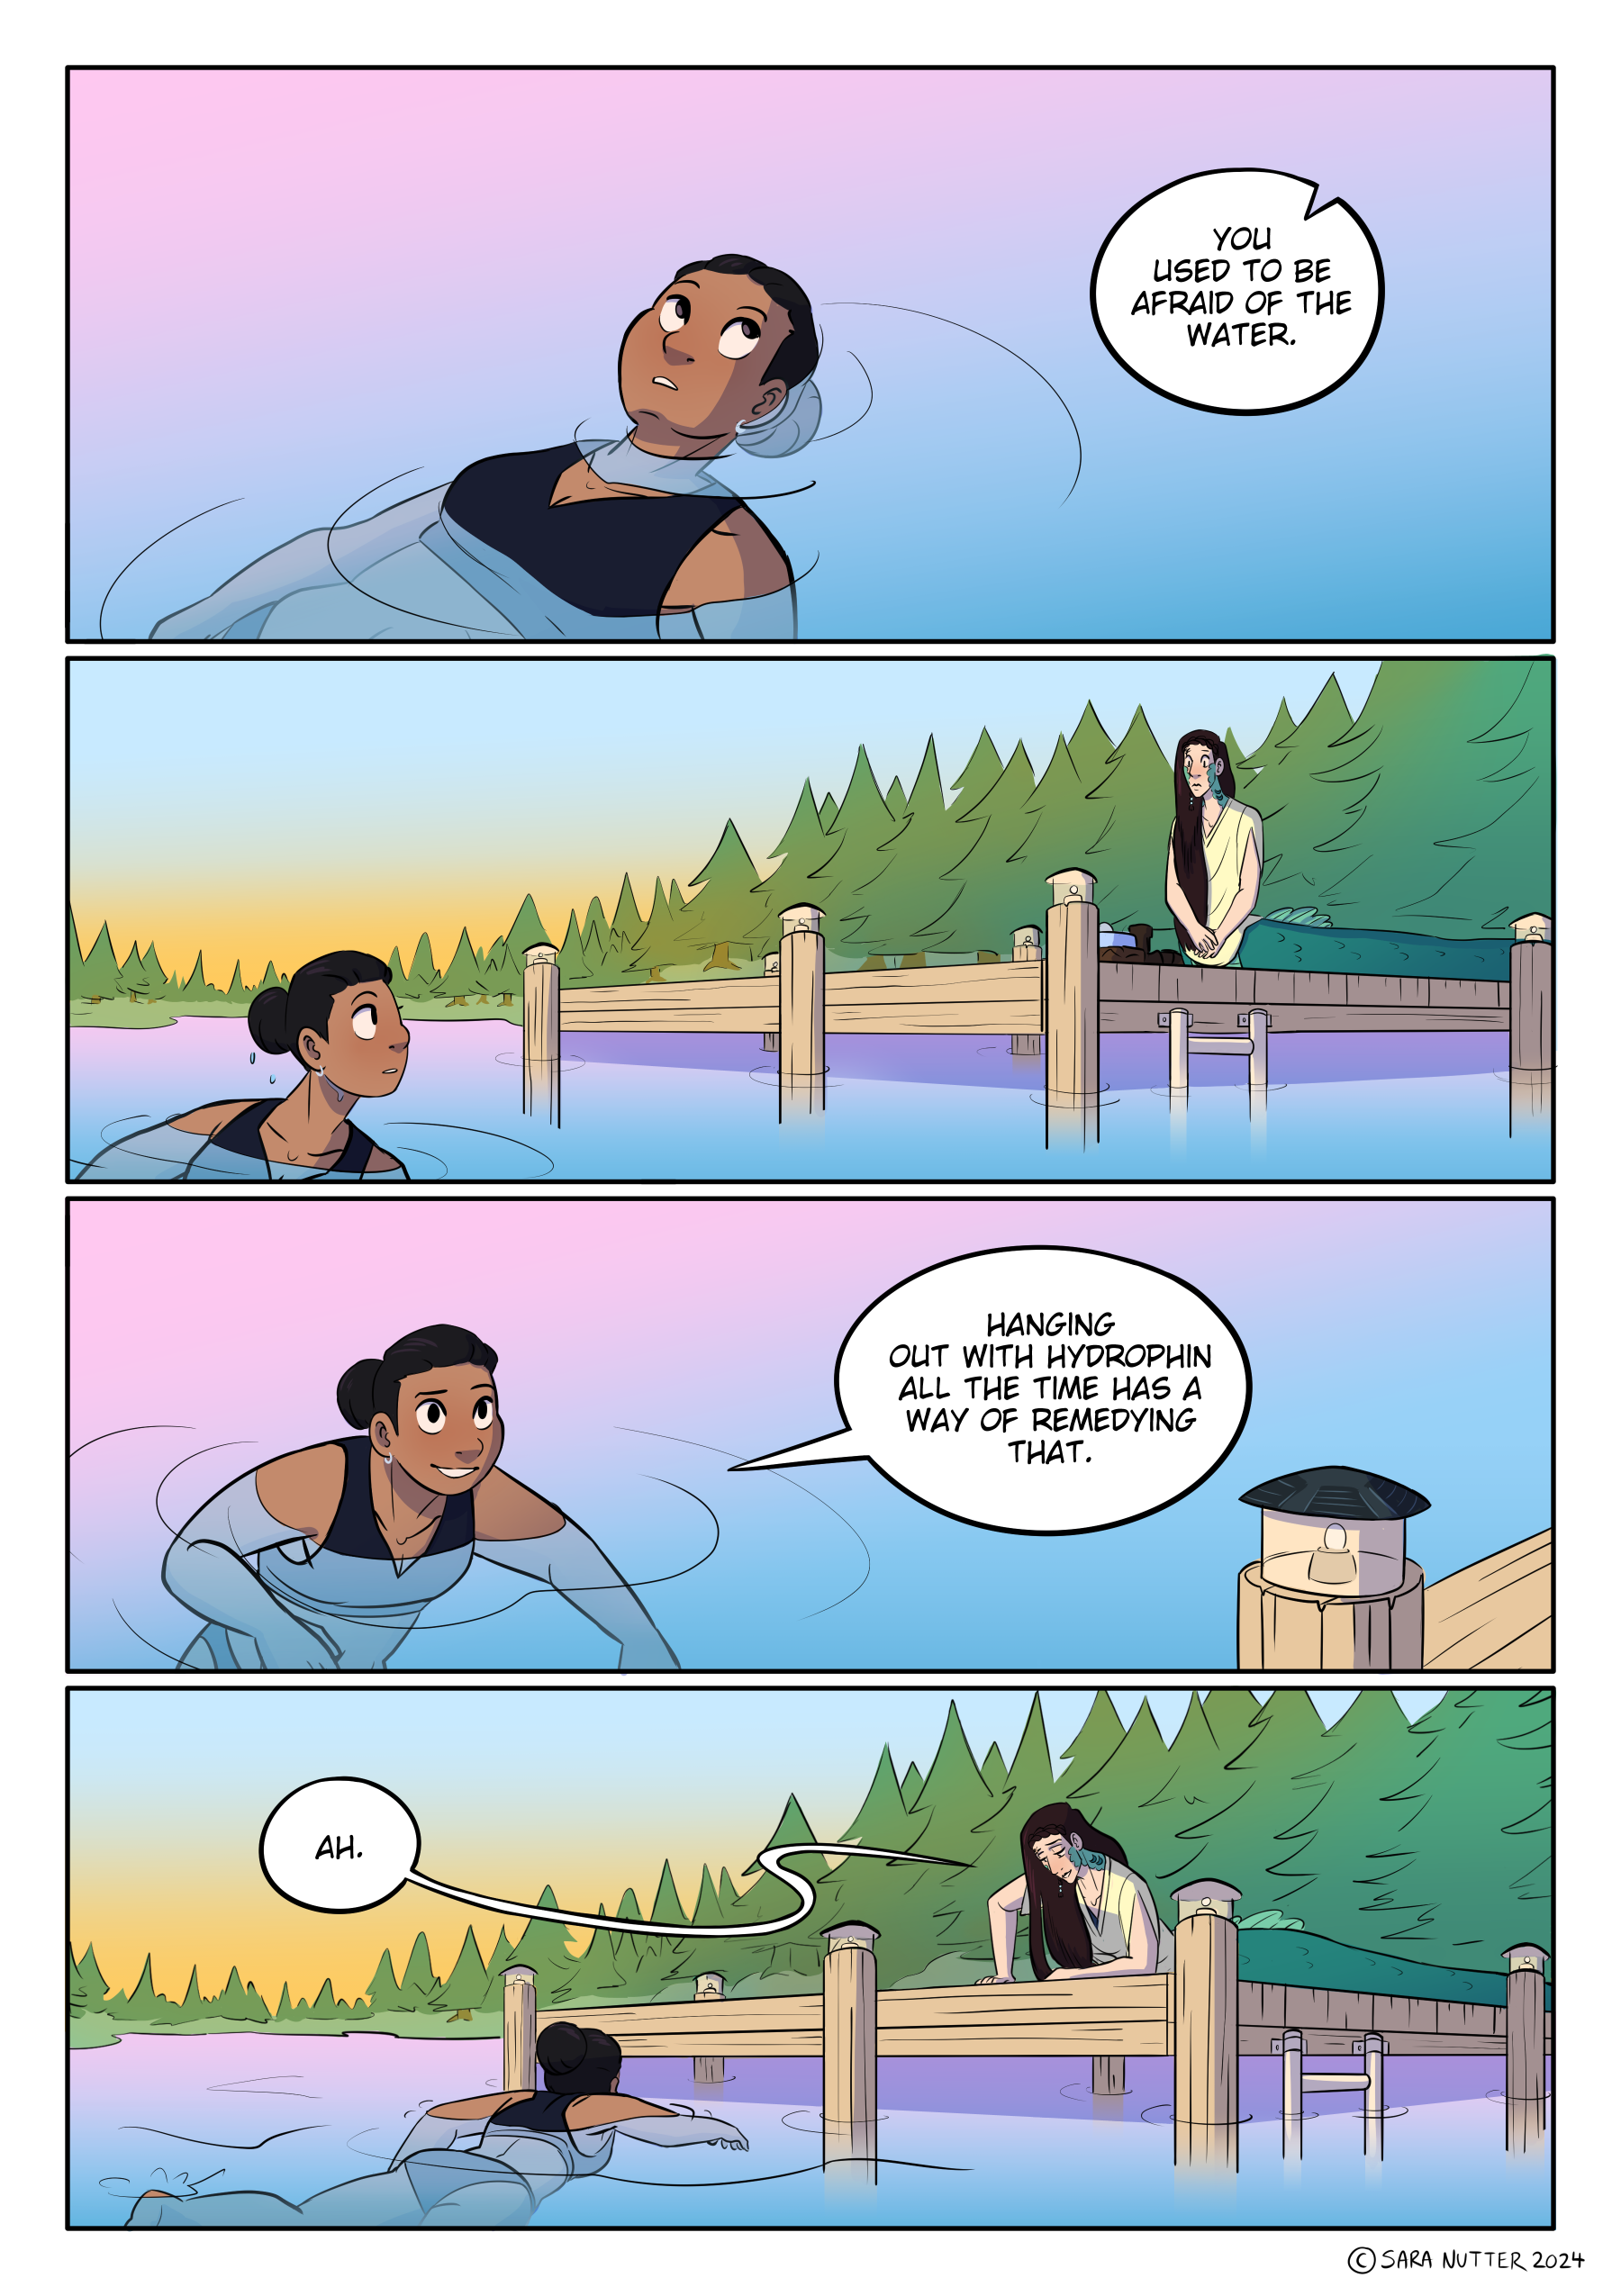 YOU
USED TO BE
AFRAID OF THE
WATER.
HANGING
OUT WITH HYDROPHIN
ALL THE TIME HAS A
WAY OF REMEDYING
THAT.
AH.
© SARA NUTTER 2024